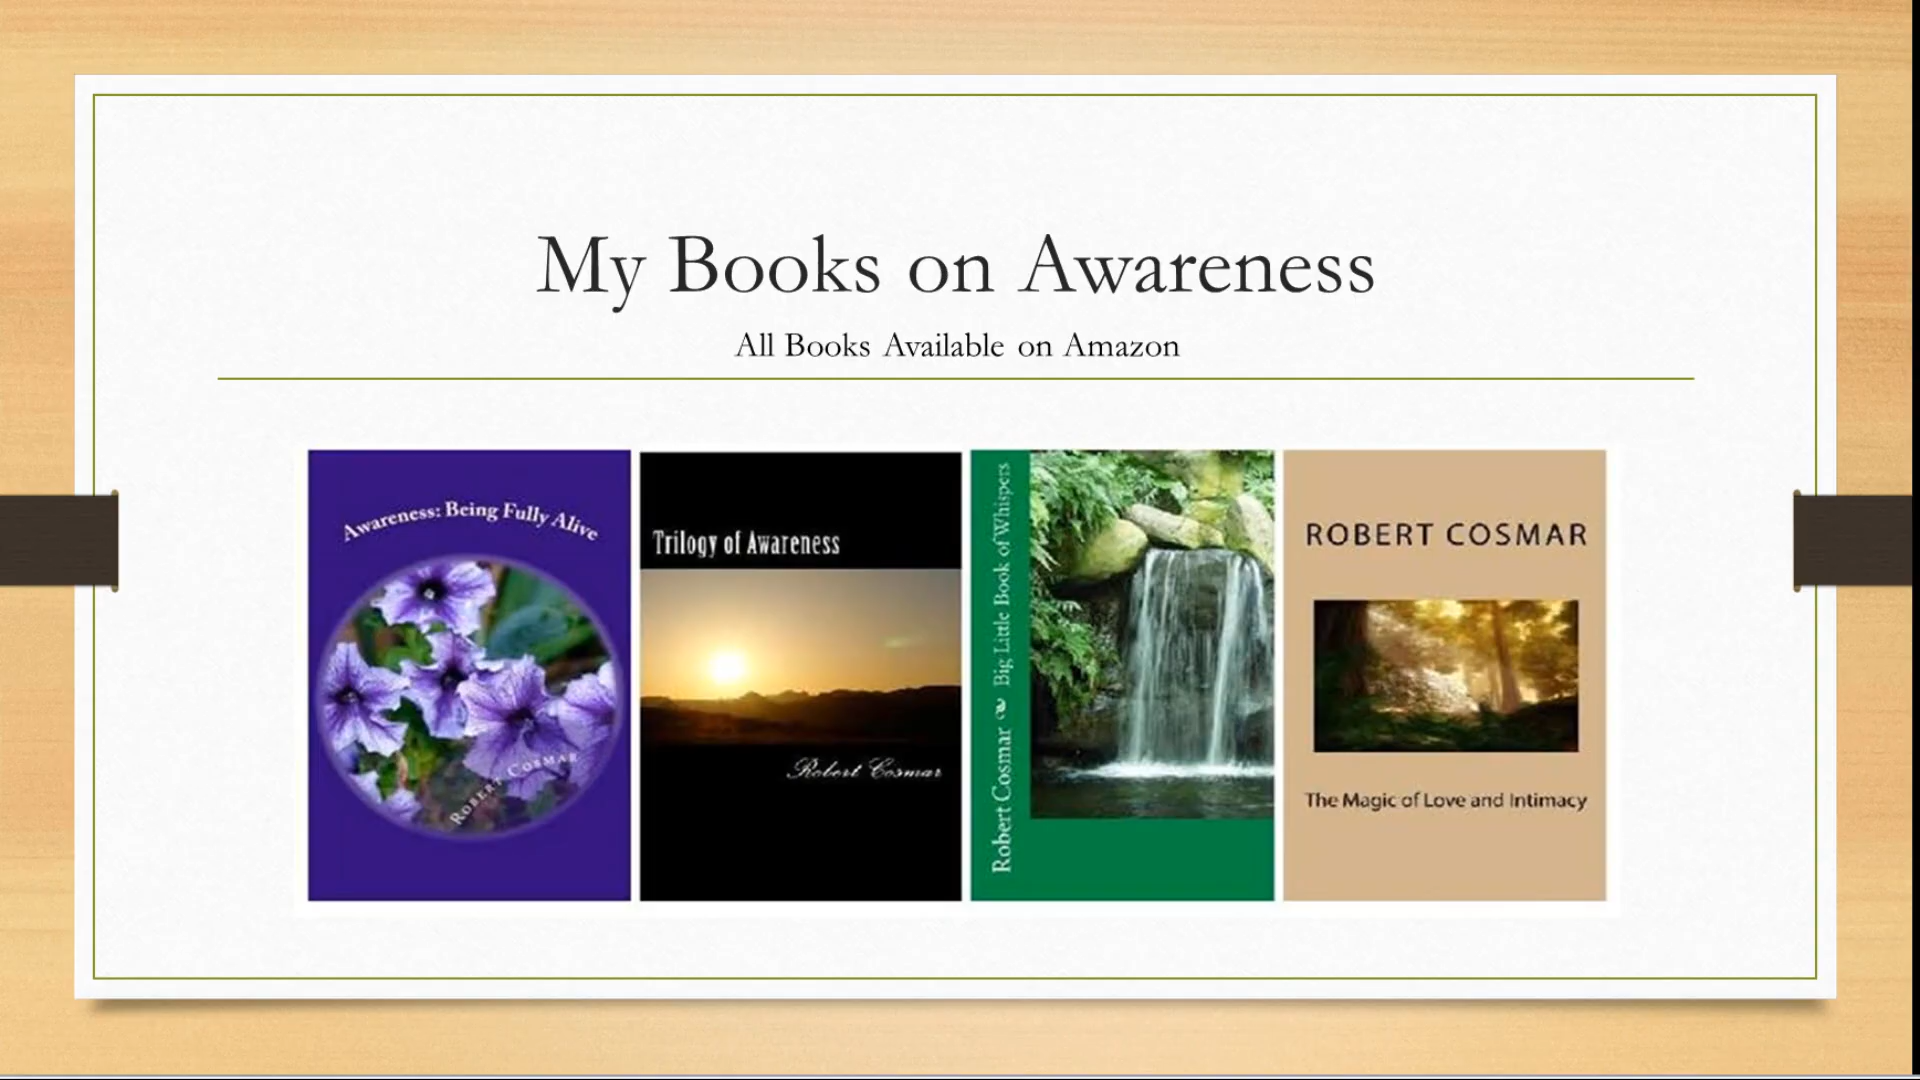 My Books on Awareness
All Books Available on Amazon
Awareness: Being Fully Alive
ROBERT COSMAR
Trilogy of Awareness
Robert Cosmar
Robert Cosmar Big Little Book of Whispers
ROBERT COSMAR
The Magic of Love and Intimacy